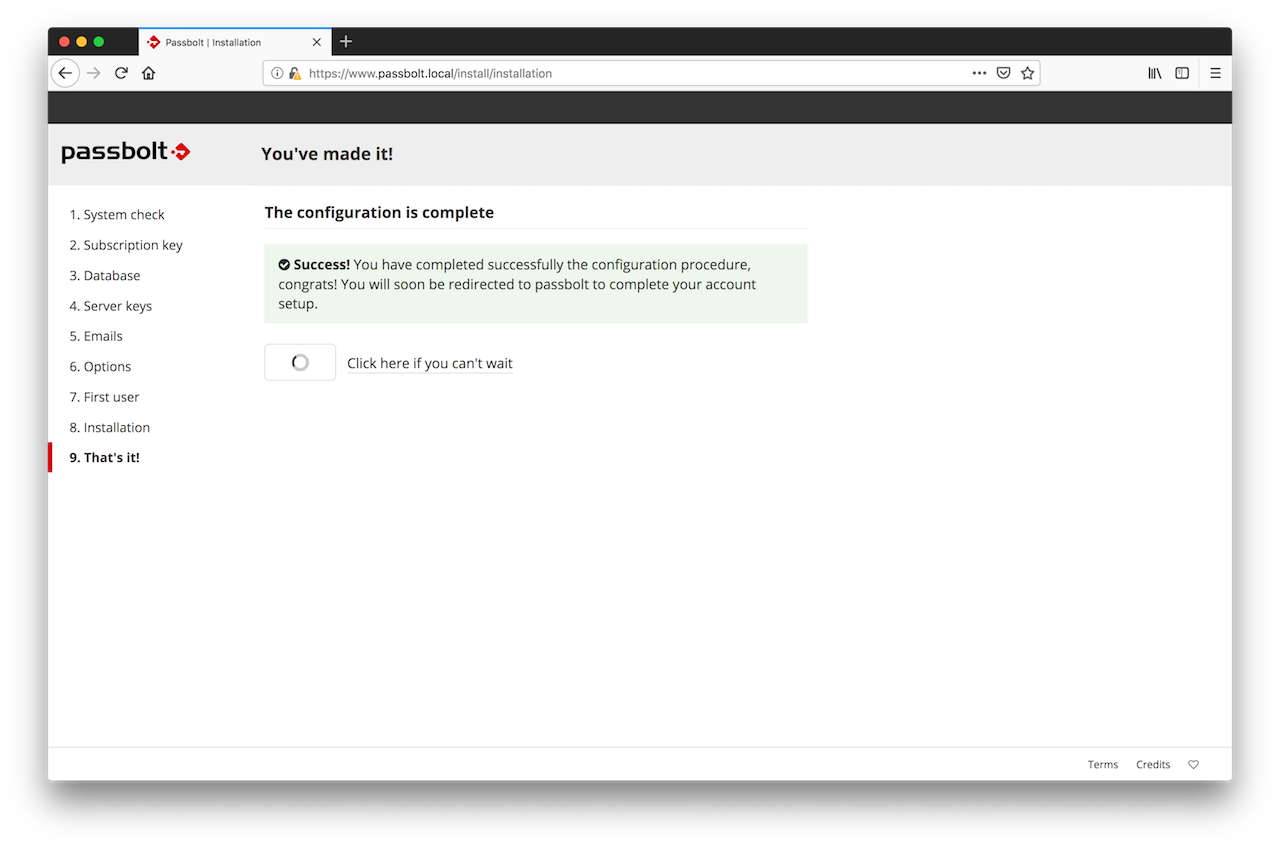 Passbolt | Installation
https://www.passbolt.local/install/installation
passbolt
You've made it!
1. System check
2. Subscription key
3. Database
4. Server keys
5. Emails
6. Options
7. First user
8. Installation
9. That's it!
The configuration is complete
Success! You have completed successfully the configuration procedure,
congrats! You will soon be redirected to passbolt to complete your account
setup.
Click here if you can't wait
Terms Credits